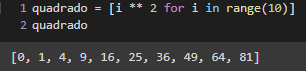 1 quadrado = [i ** 2 for i in range(10)]
2 quadrado
[0, 1, 4, 9, 16, 25, 36, 49, 64, 81]